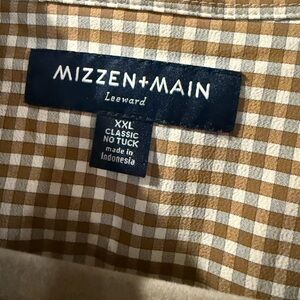 MIZZEN+MAIN
Leeward
XXL
CLASSIC
NO TUCK
made in
Indonesia